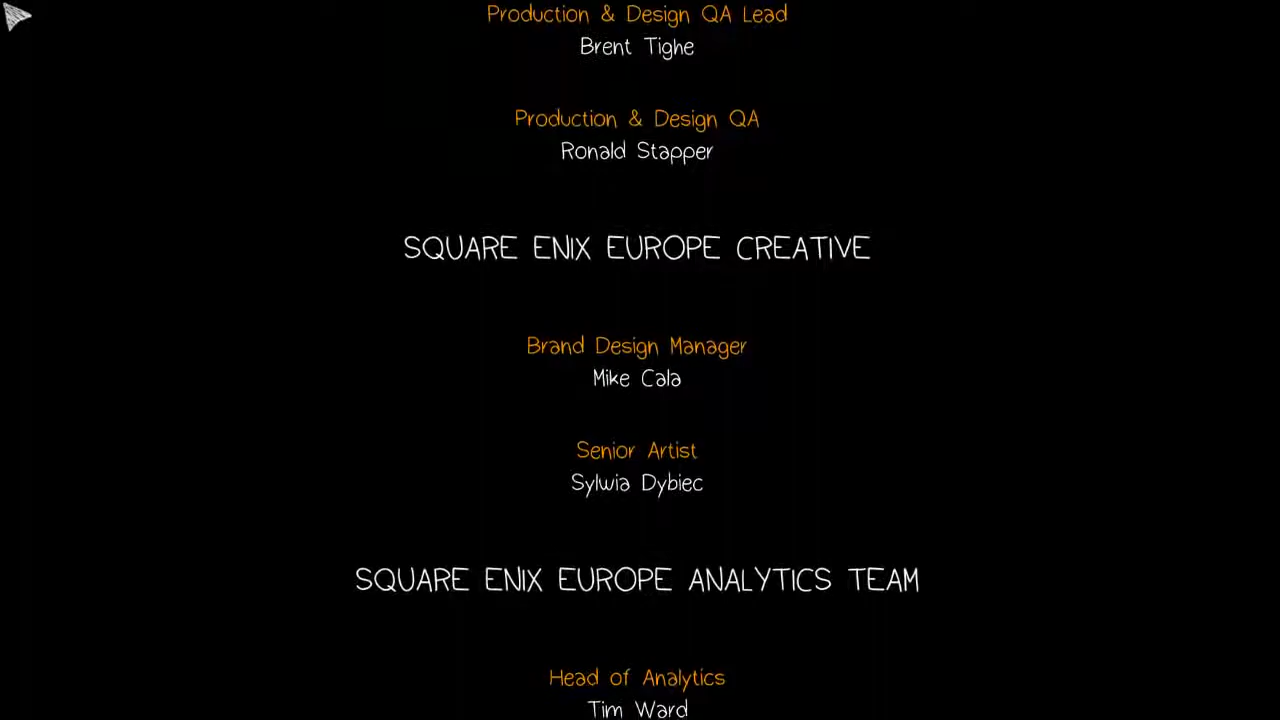 Production & Design QA Lead
Brent Tighe
Production & Design QA
Ronald Stapper
SQUARE ENIX EUROPE CREATIVE
Brand Design Manager
Mike Cala
Senior Artist
Sylwia Dybiec
SQUARE ENIX EUROPE ANALYTICS TEAM
Head of Analytics
Tim Ward